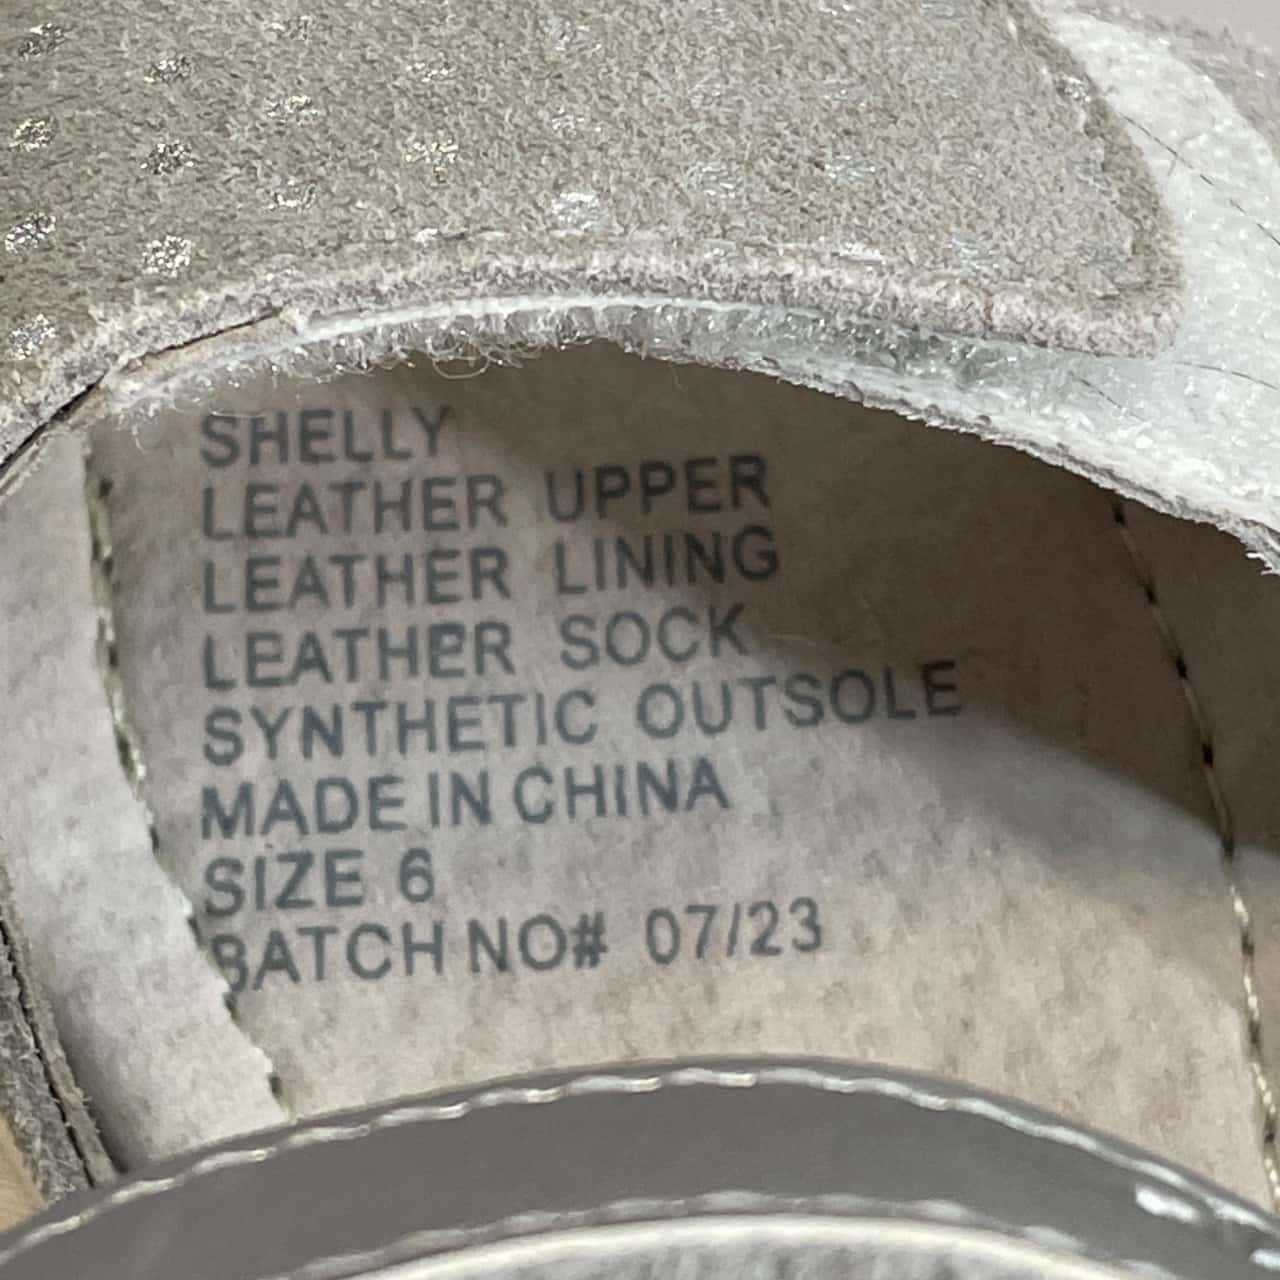 SHELLY
LEATHER UPPER
LEATHER LINING
LEATHER SOCK
SYNTHETIC OUTSOLE
MADE IN CHINA
SIZE 6
BATCH NO# 07/23